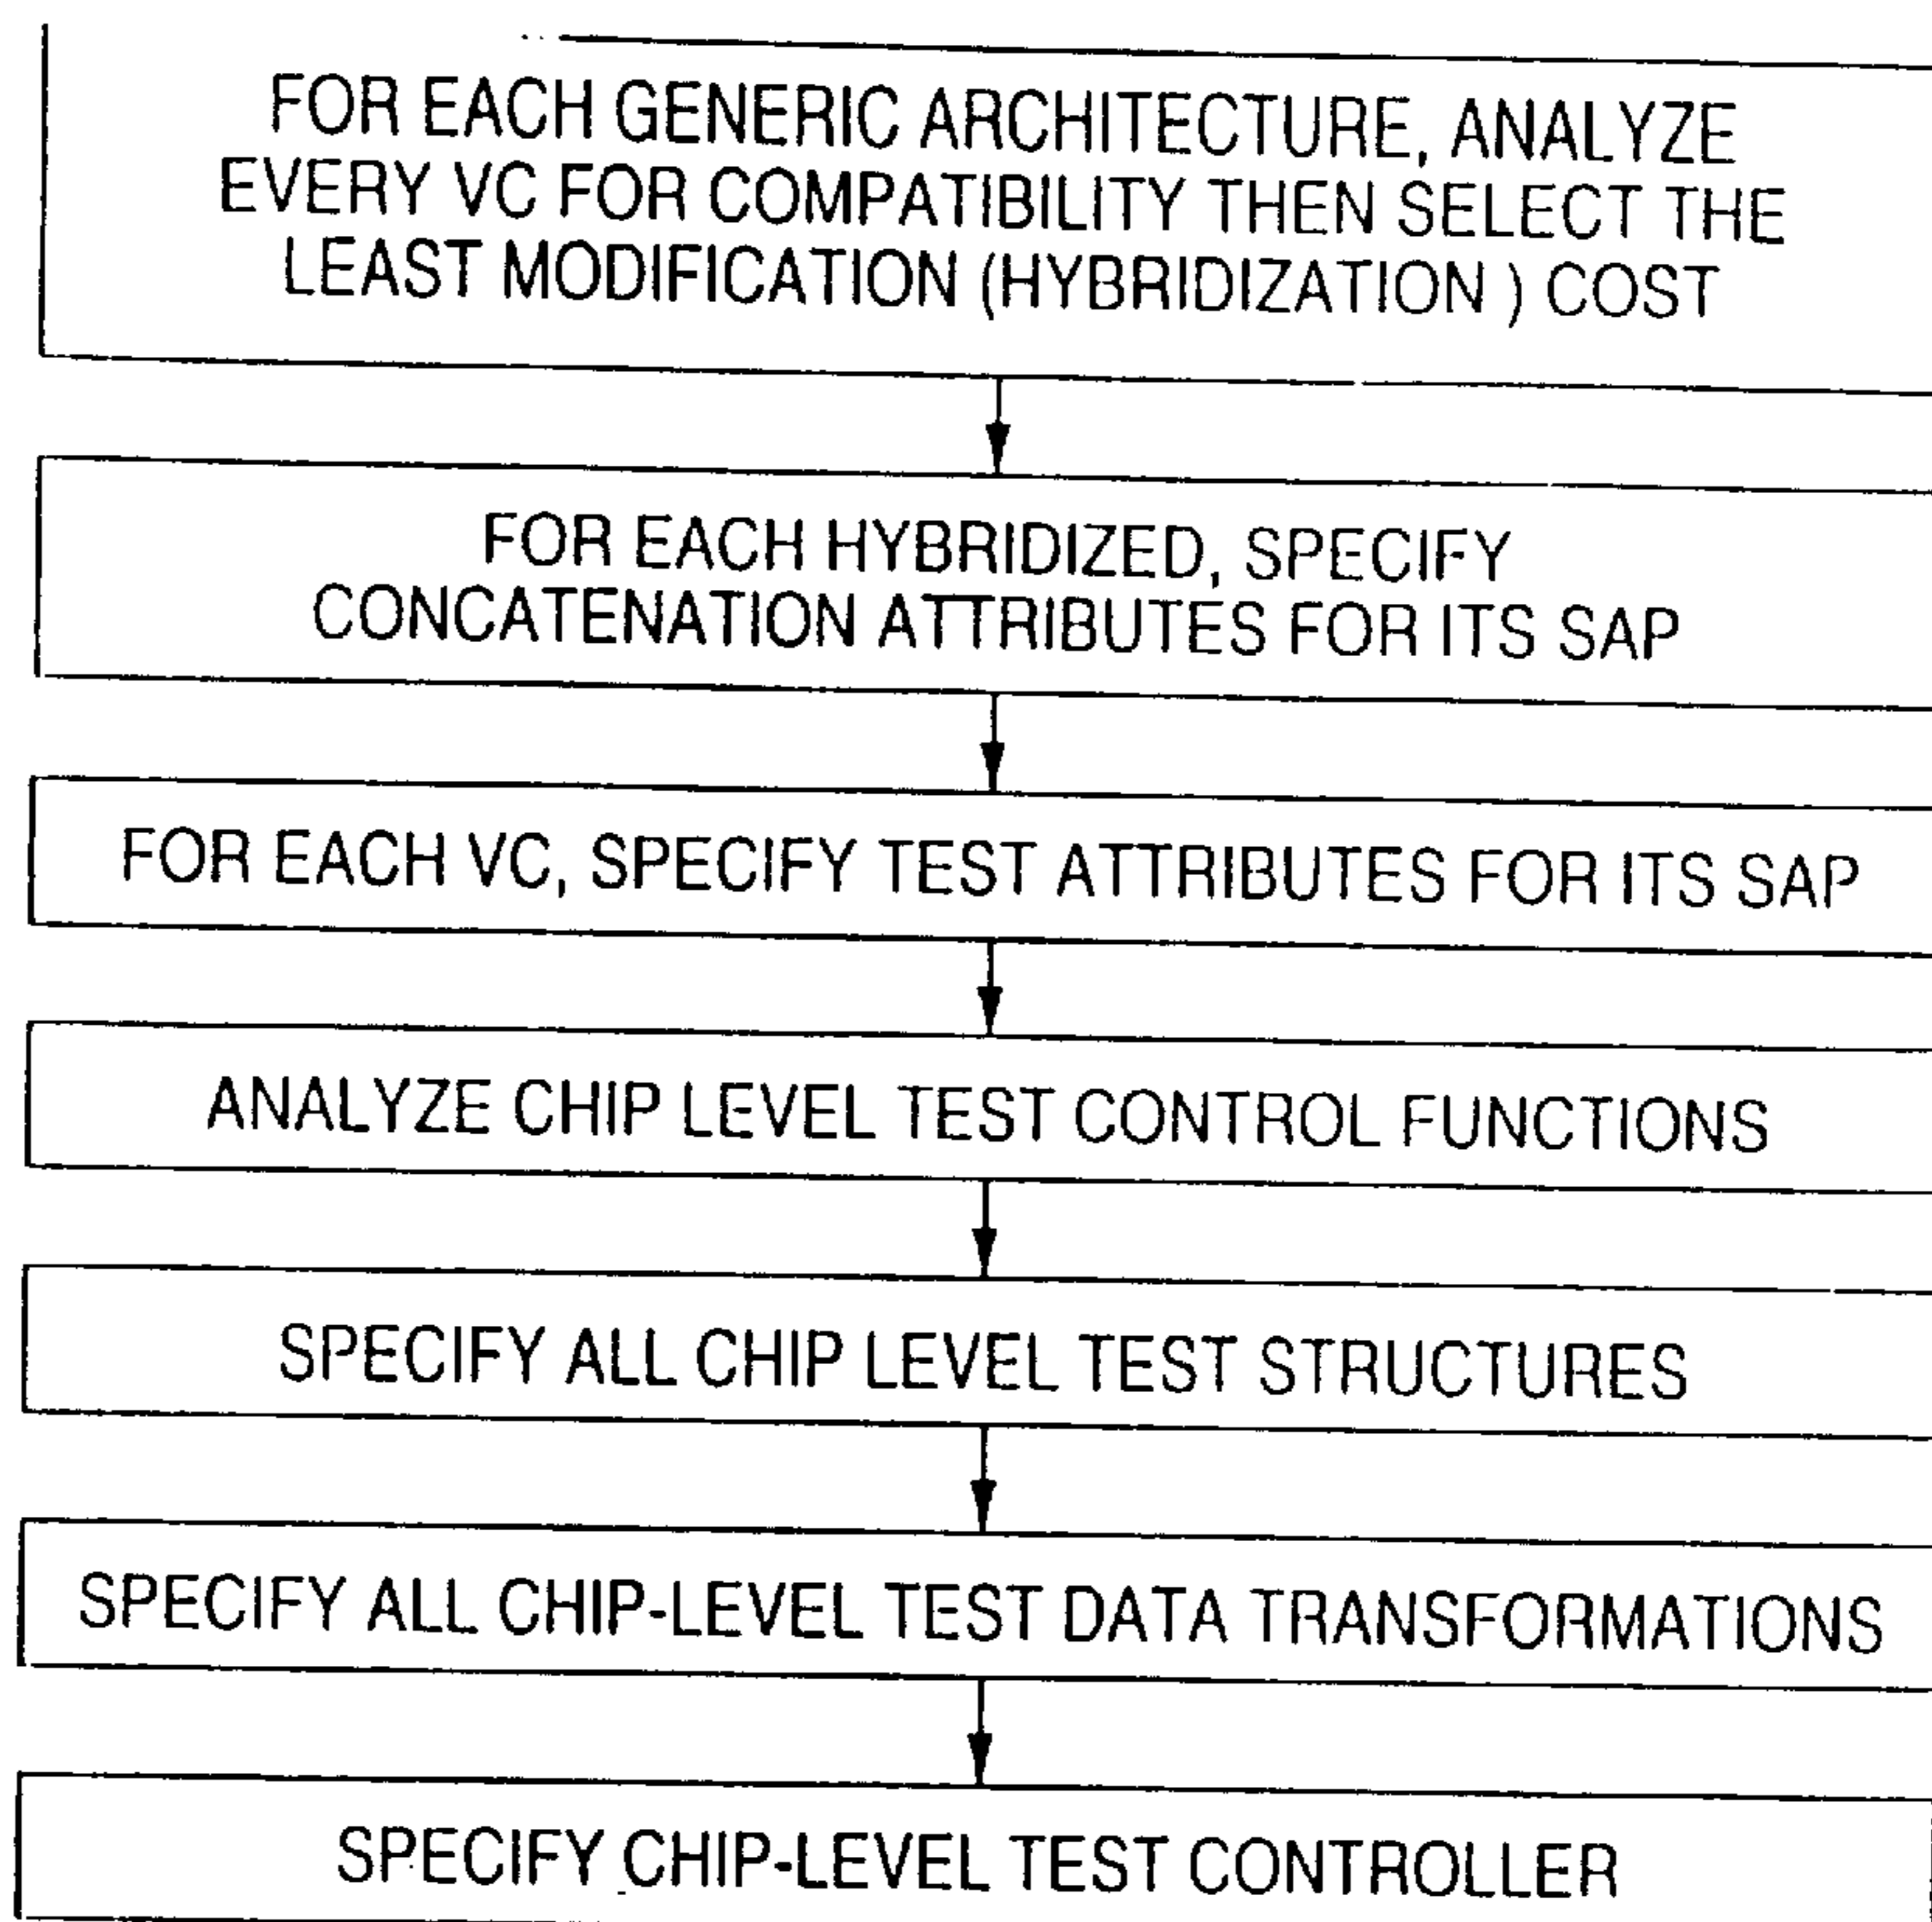 FOR EACH GENERIC ARCHITECTURE, ANALYZE
EVERY VC FOR COMPATIBILITY THEN SELECT THE
LEAST MODIFICATION (HYBRIDIZATION ) COST
FOR EACH HYBRIDIZED, SPECIFY
CONCATENATION ATTRIBUTES FOR ITS SAP
FOR EACH VC, SPECIFY TEST ATTRIBUTES FOR ITS SAP
ANALYZE CHIP LEVEL TEST CONTROL FUNCTIONS
SPECIFY ALL CHIP LEVEL TEST STRUCTURES
SPECIFY ALL CHIP-LEVEL TEST DATA TRANSFORMATIONS
SPECIFY CHIP-LEVEL TEST CONTROLLER